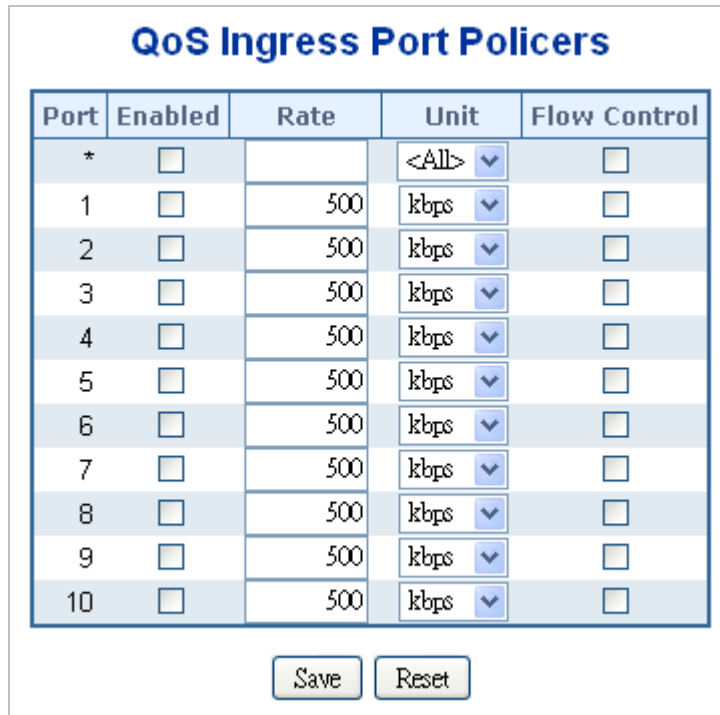 QoS Ingress Port Policers
Port Enabled Rate Unit Flow Control
* <All>
1 500 kbps
2 500 kbps
3 500 kbps
4 500 kbps
5 500 kbps
6 500 kbps
7 500 kbps
8 500 kbps
9 500 kbps
10 500 kbps
Save Reset